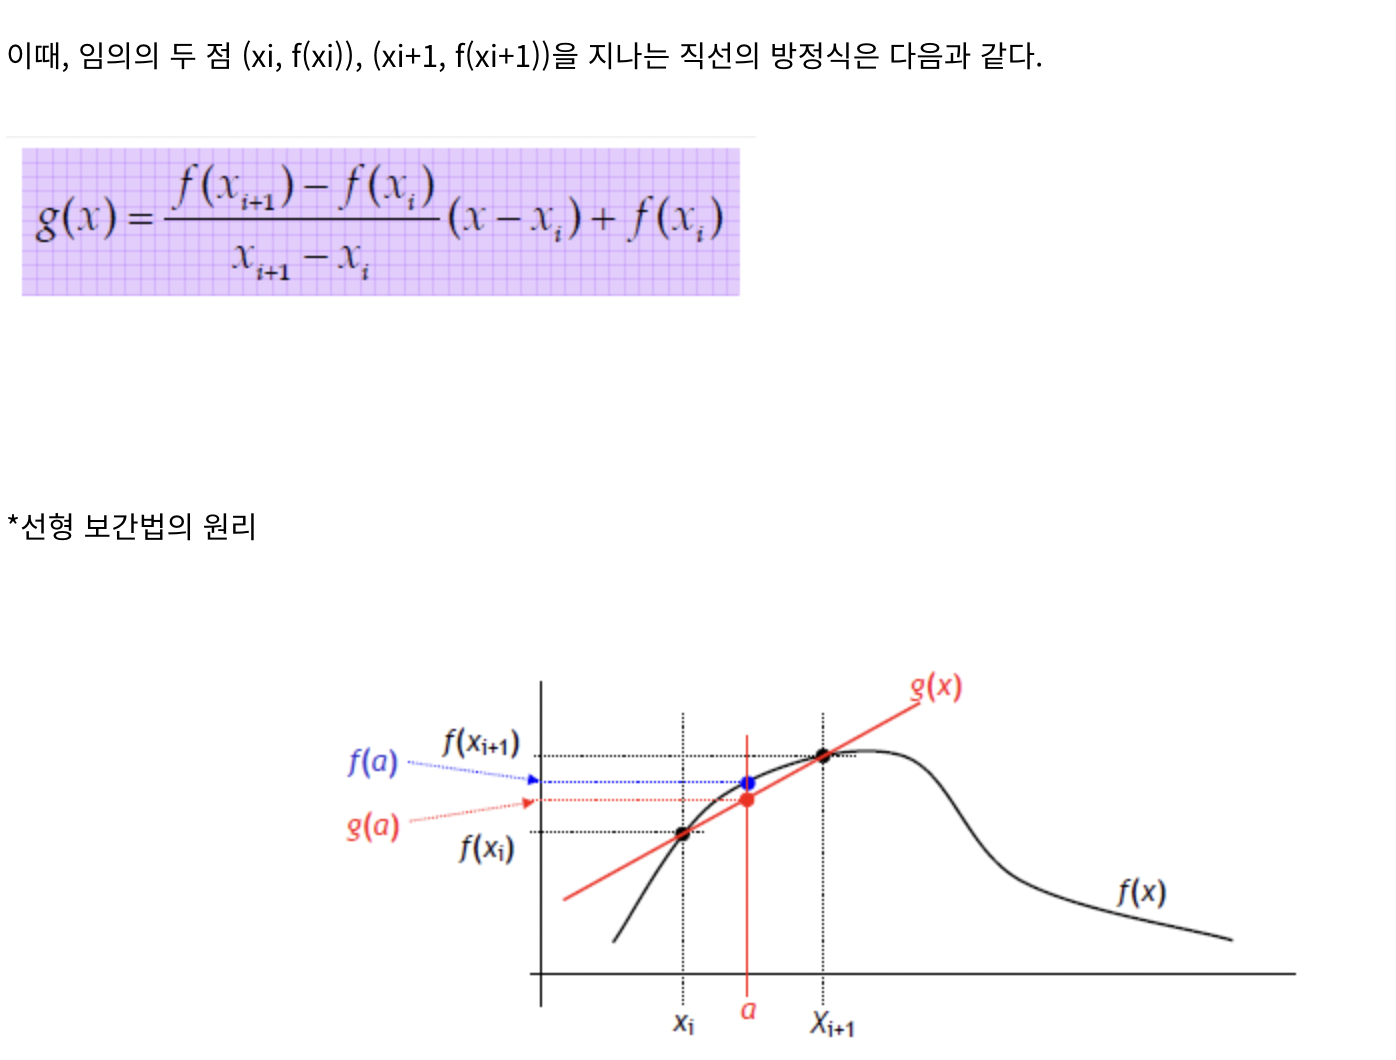 이때, 임의의 두 점 (xi, f(xi)), (xi+1, f(xi+1))을 지나는 직선의 방정식은 다음과 같다.
g(x) = f(x_{i+1}) − f(x_i) / x_{i+1} − x_i (x − x_i) + f(x_i)
*선형 보간법의 원리
g(x)
f(x_{i+1})
f(a)
g(a)
f(x_i)
f(x)
x_i
a
X_{i+1}